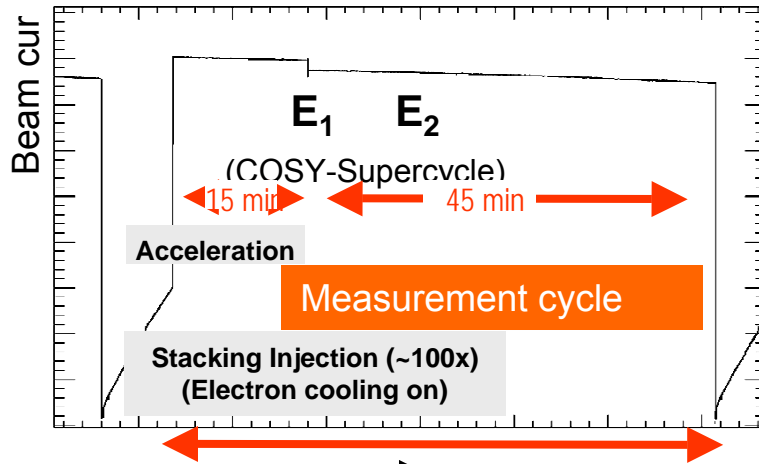 Beam cur
E₁ E₂
(COSY-Supercycle)
15 min 45 min
Acceleration
Measurement cycle
Stacking Injection (~100x)
(Electron cooling on)